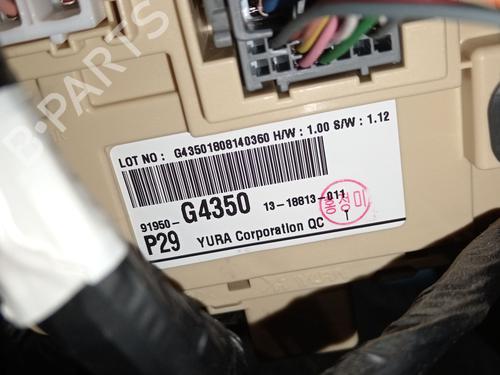 B-PARTS
LOT NO : G43501808140360 H/W : 1.00 S/W : 1.12
91950- G4350 13-18813-011
P29 YURA Corporation QC